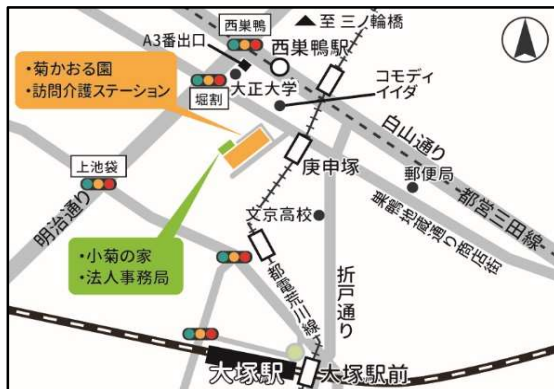 ▲至 三ノ輪橋
西巣鴨
A3番出口
西巣鴨駅
・菊かおる園
・訪問介護ステーション
堀割
大正大学
コモディ
イイダ
白山通り
上池袋
庚申塚
郵便局
都営三田線
明治通り
文京高校
巣鴨地蔵通り商店街
・小菊の家
・法人事務局
都電荒川線
折戸通り
大塚駅
大塚駅前